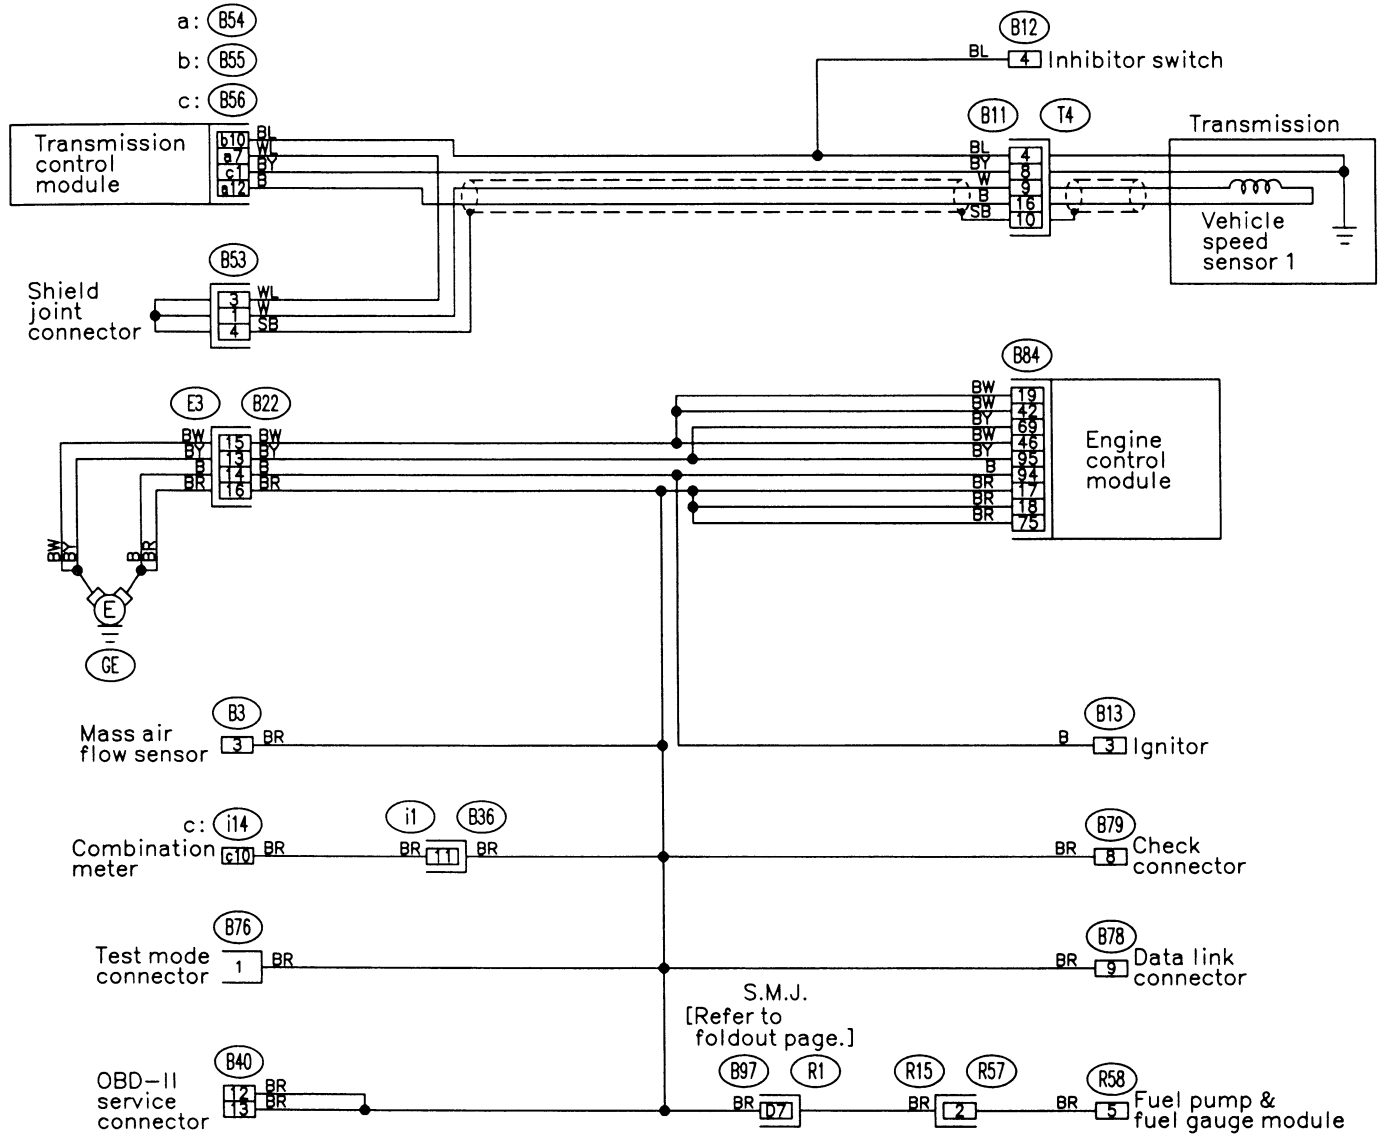 a: B54
b: B55
c: B56
B12
BL 4 Inhibitor switch
B11 T4
Transmission
Transmission
control
module
b10 BL
a7 WL
c1 BY
a12 B
BL 4
BY 8
W 9
B 16
SB 10
Vehicle
speed
sensor 1
B53
Shield
joint
connector
3 WL
1 W
4 SB
B84
BW 19
BW 42
BY 69
BW 46
BY 95
B 94
BR 17
BR 18
BR 75
Engine
control
module
E3 B22
BW 15 BW
BY 13 BY
B 14 B
BR 16 BR
BW BY B BR
E
GE
B3
Mass air
flow sensor
3 BR
B13
B 3 Ignitor
c: i14
Combination
meter
c10 BR
i1 B36
BR 11 BR
B79
BR 8 Check
connector
B76
Test mode
connector
1 BR
B78
BR 9 Data link
connector
S.M.J.
[Refer to
foldout page.]
B40
OBD-II
service
connector
12 BR
13 BR
B97 R1
BR D7
R15 R57
BR 2 BR
R58
5 Fuel pump &
fuel gauge module